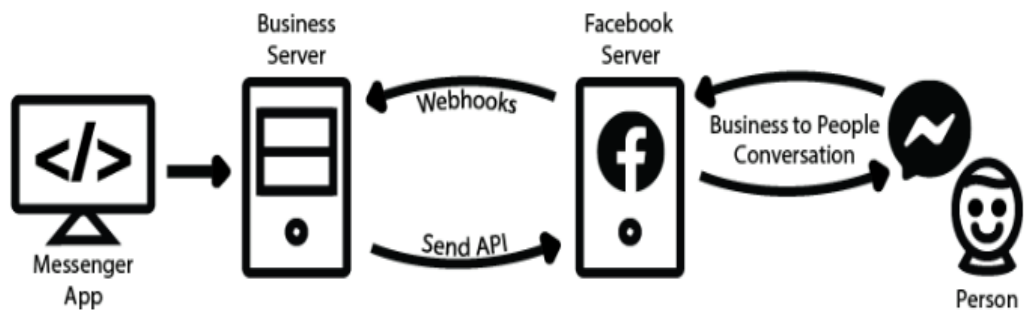 Business
Server
Facebook
Server
Webhooks
Business to People
Conversation
</>
f
Send API
Messenger
App
Person